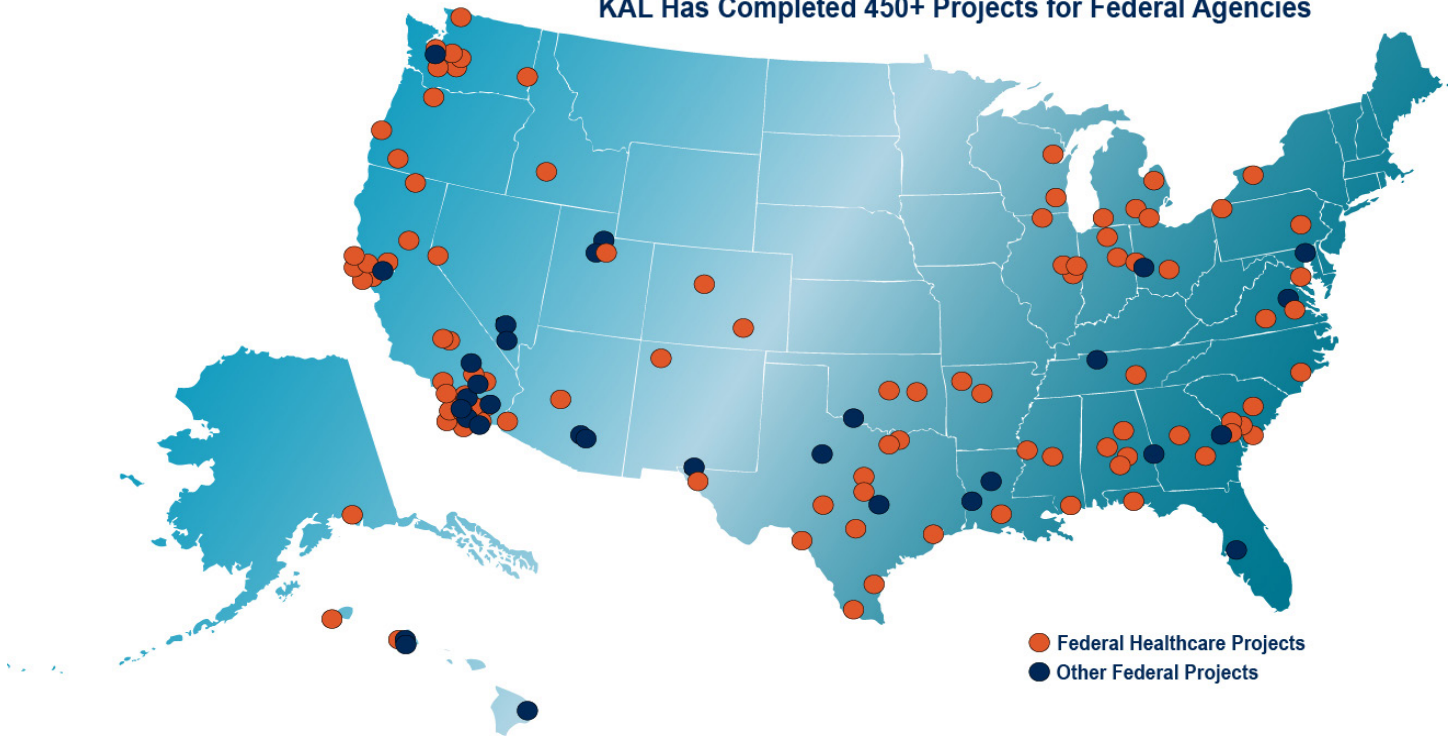 KAL Has Completed 450+ Projects for Federal Agencies
Federal Healthcare Projects
Other Federal Projects